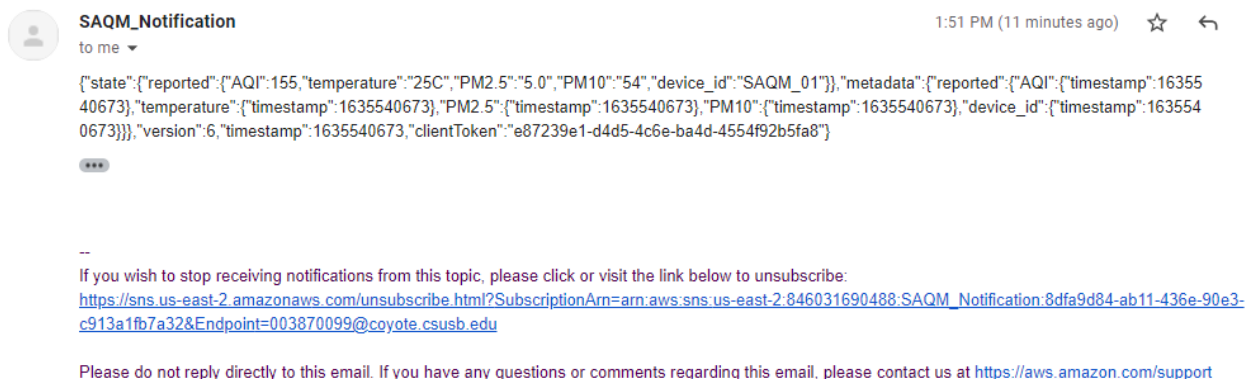 SAQM_Notification
1:51 PM (11 minutes ago)
to me
{"state":{"reported":{"AQI":155,"temperature":"25C","PM2.5":"5.0","PM10":"54","device_id":"SAQM_01"}},"metadata":{"reported":{"AQI":{"timestamp":16355
40673},"temperature":{"timestamp":1635540673},"PM2.5":{"timestamp":1635540673},"PM10":{"timestamp":1635540673},"device_id":{"timestamp":163554
0673}}},"version":6,"timestamp":1635540673,"clientToken":"e87239e1-d4d5-4c6e-ba4d-4554f92b5fa8"}
--
If you wish to stop receiving notifications from this topic, please click or visit the link below to unsubscribe:
https://sns.us-east-2.amazonaws.com/unsubscribe.html?SubscriptionArn=arn:aws:sns:us-east-2:846031690488:SAQM_Notification:8dfa9d84-ab11-436e-90e3-
c913a1fb7a32&Endpoint=003870099@coyote.csusb.edu
Please do not reply directly to this email. If you have any questions or comments regarding this email, please contact us at https://aws.amazon.com/support